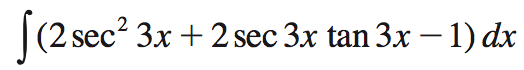 ∫(2 sec² 3x + 2 sec 3x tan 3x − 1) dx